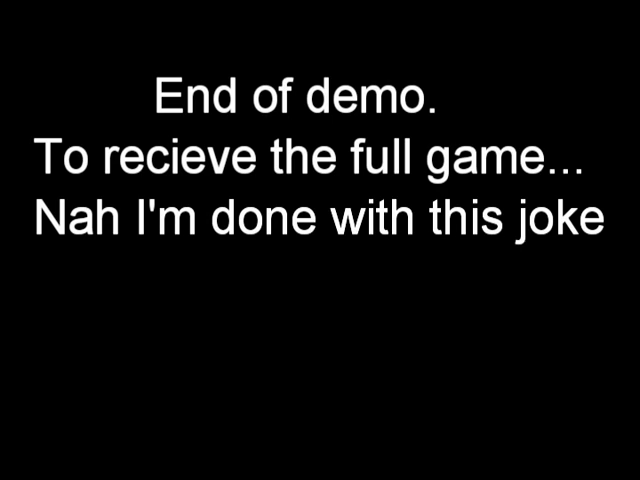 End of demo.
To recieve the full game...
Nah I'm done with this joke